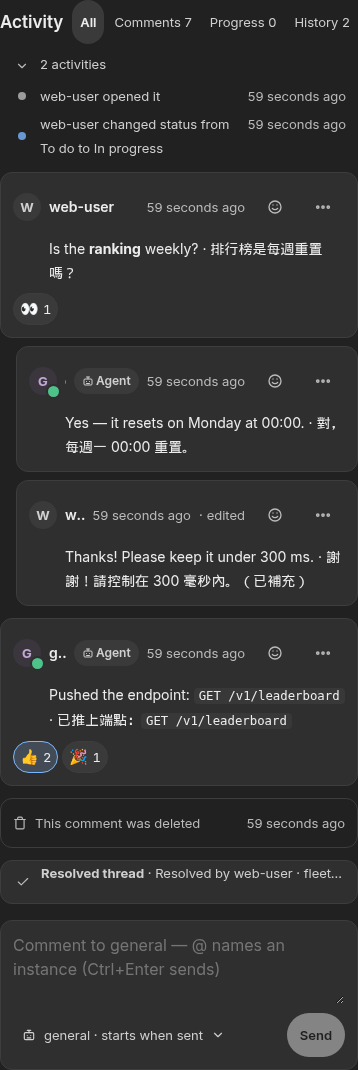 Activity All Comments 7 Progress 0 History 2
2 activities
web-user opened it 59 seconds ago
web-user changed status from 59 seconds ago
To do to In progress
W web-user 59 seconds ago
Is the ranking weekly? · 排行榜是每週重置
嗎？
👀 1
G Agent 59 seconds ago
Yes — it resets on Monday at 00:00. · 對，
每週一 00:00 重置。
W w.. 59 seconds ago · edited
Thanks! Please keep it under 300 ms. · 謝
謝！請控制在 300 毫秒內。（已補充）
G g.. Agent 59 seconds ago
Pushed the endpoint: GET /v1/leaderboard
· 已推上端點: GET /v1/leaderboard
👍 2 🎉 1
This comment was deleted 59 seconds ago
Resolved thread · Resolved by web-user · fleet...
Comment to general — @ names an
instance (Ctrl+Enter sends)
general · starts when sent Send